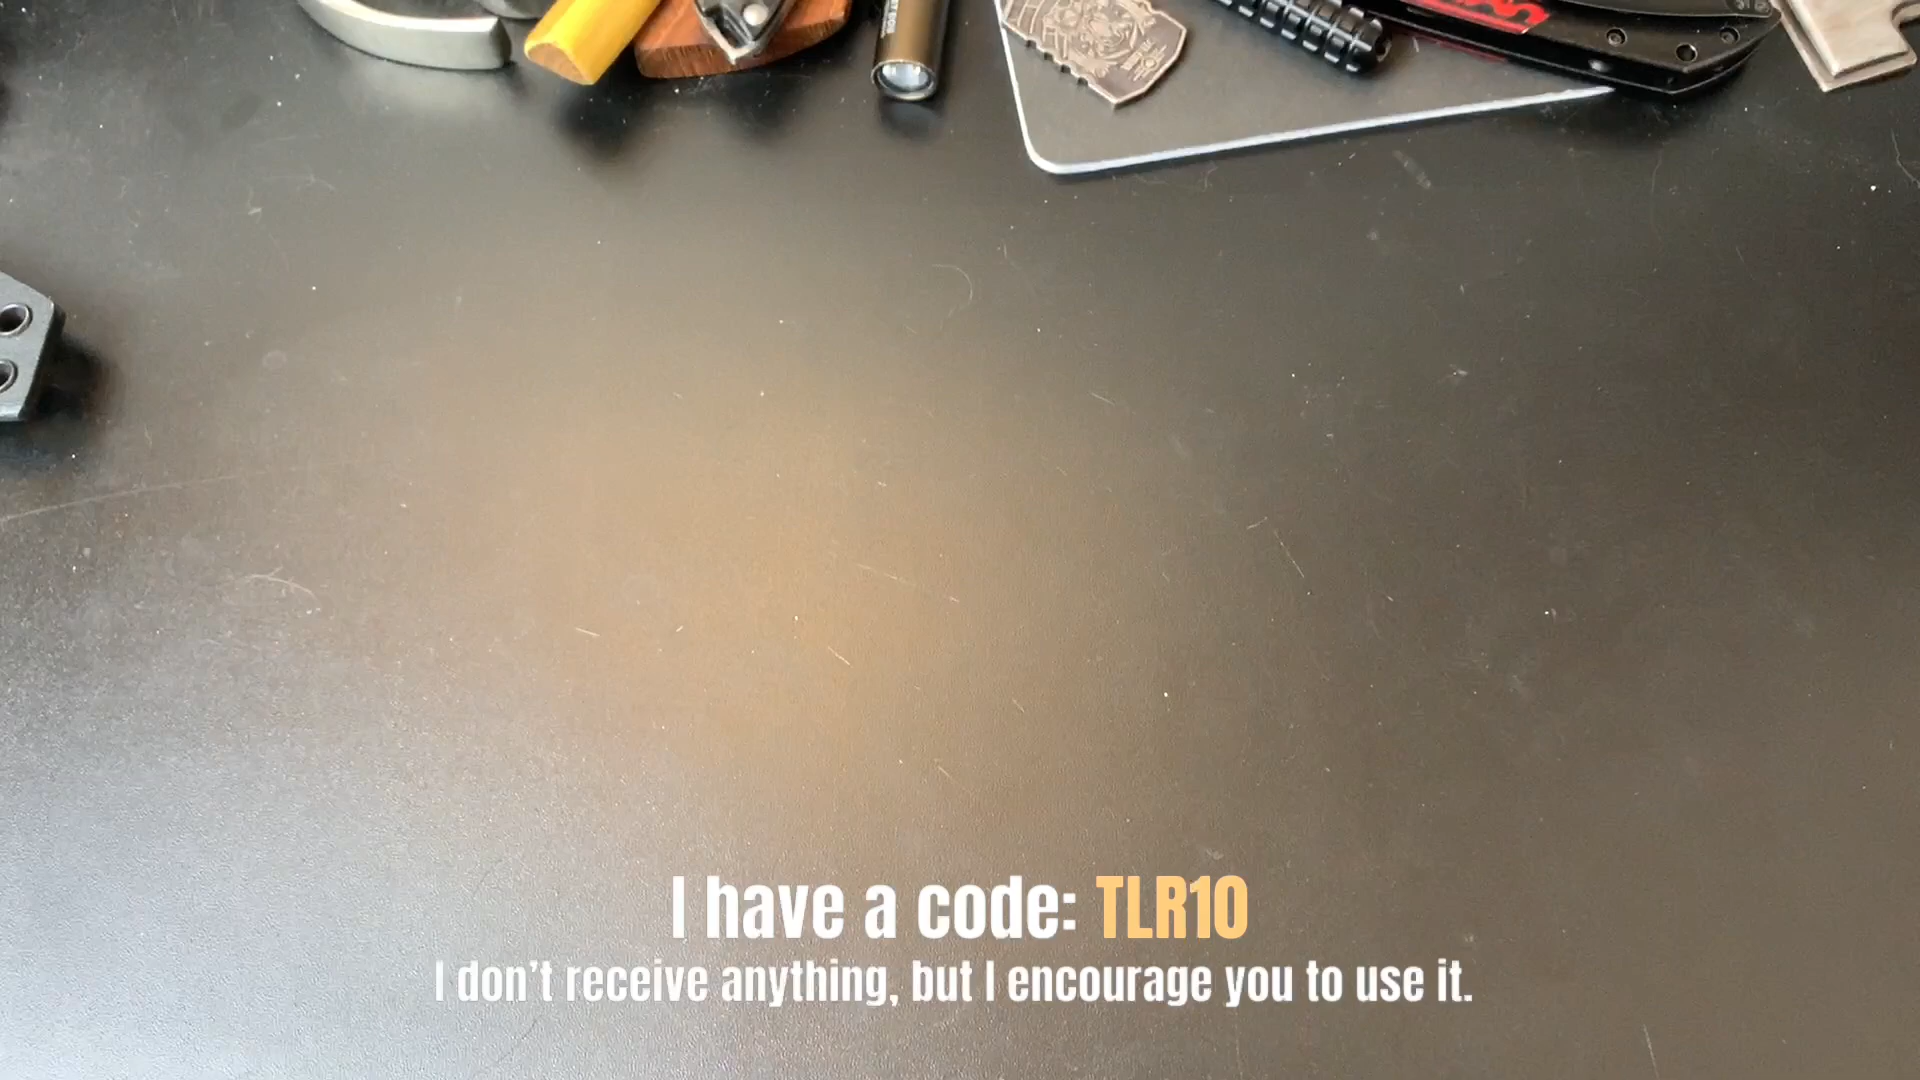 I have a code: TLR10
I don’t receive anything, but I encourage you to use it.